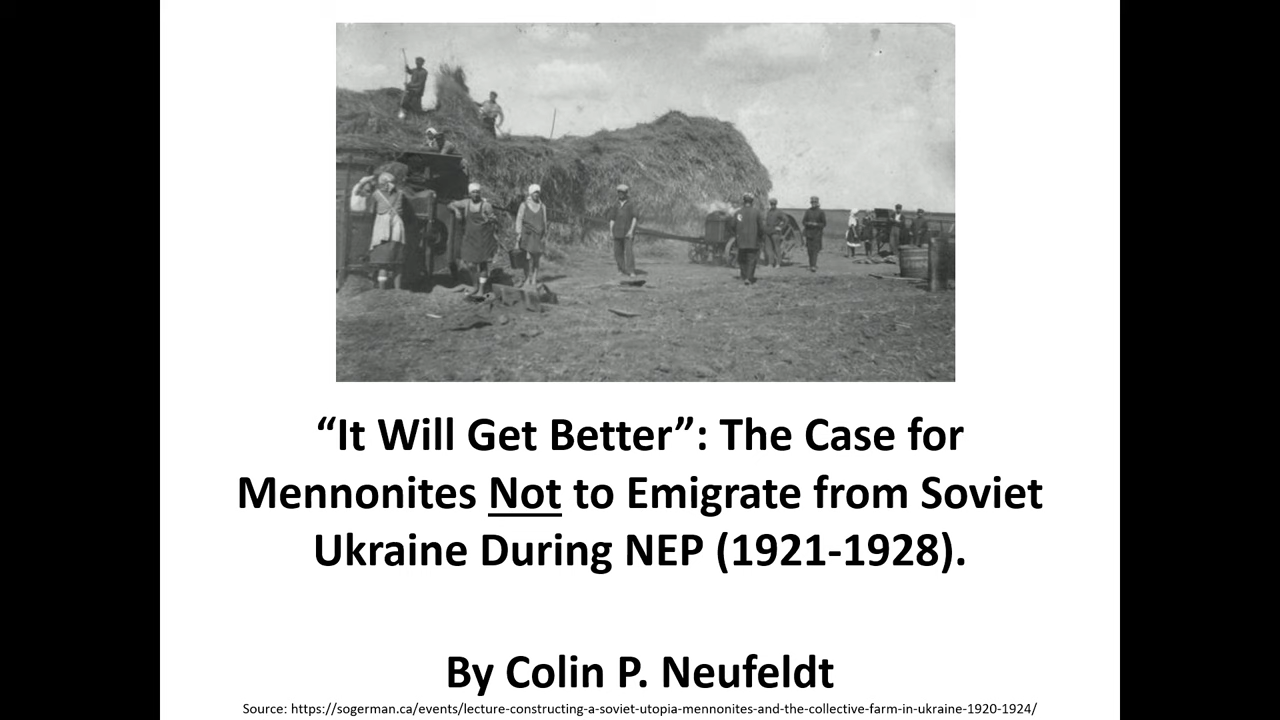 “It Will Get Better”: The Case for
Mennonites Not to Emigrate from Soviet
Ukraine During NEP (1921-1928).
By Colin P. Neufeldt
Source: https://sogerman.ca/events/lecture-constructing-a-soviet-utopia-mennonites-and-the-collective-farm-in-ukraine-1920-1924/